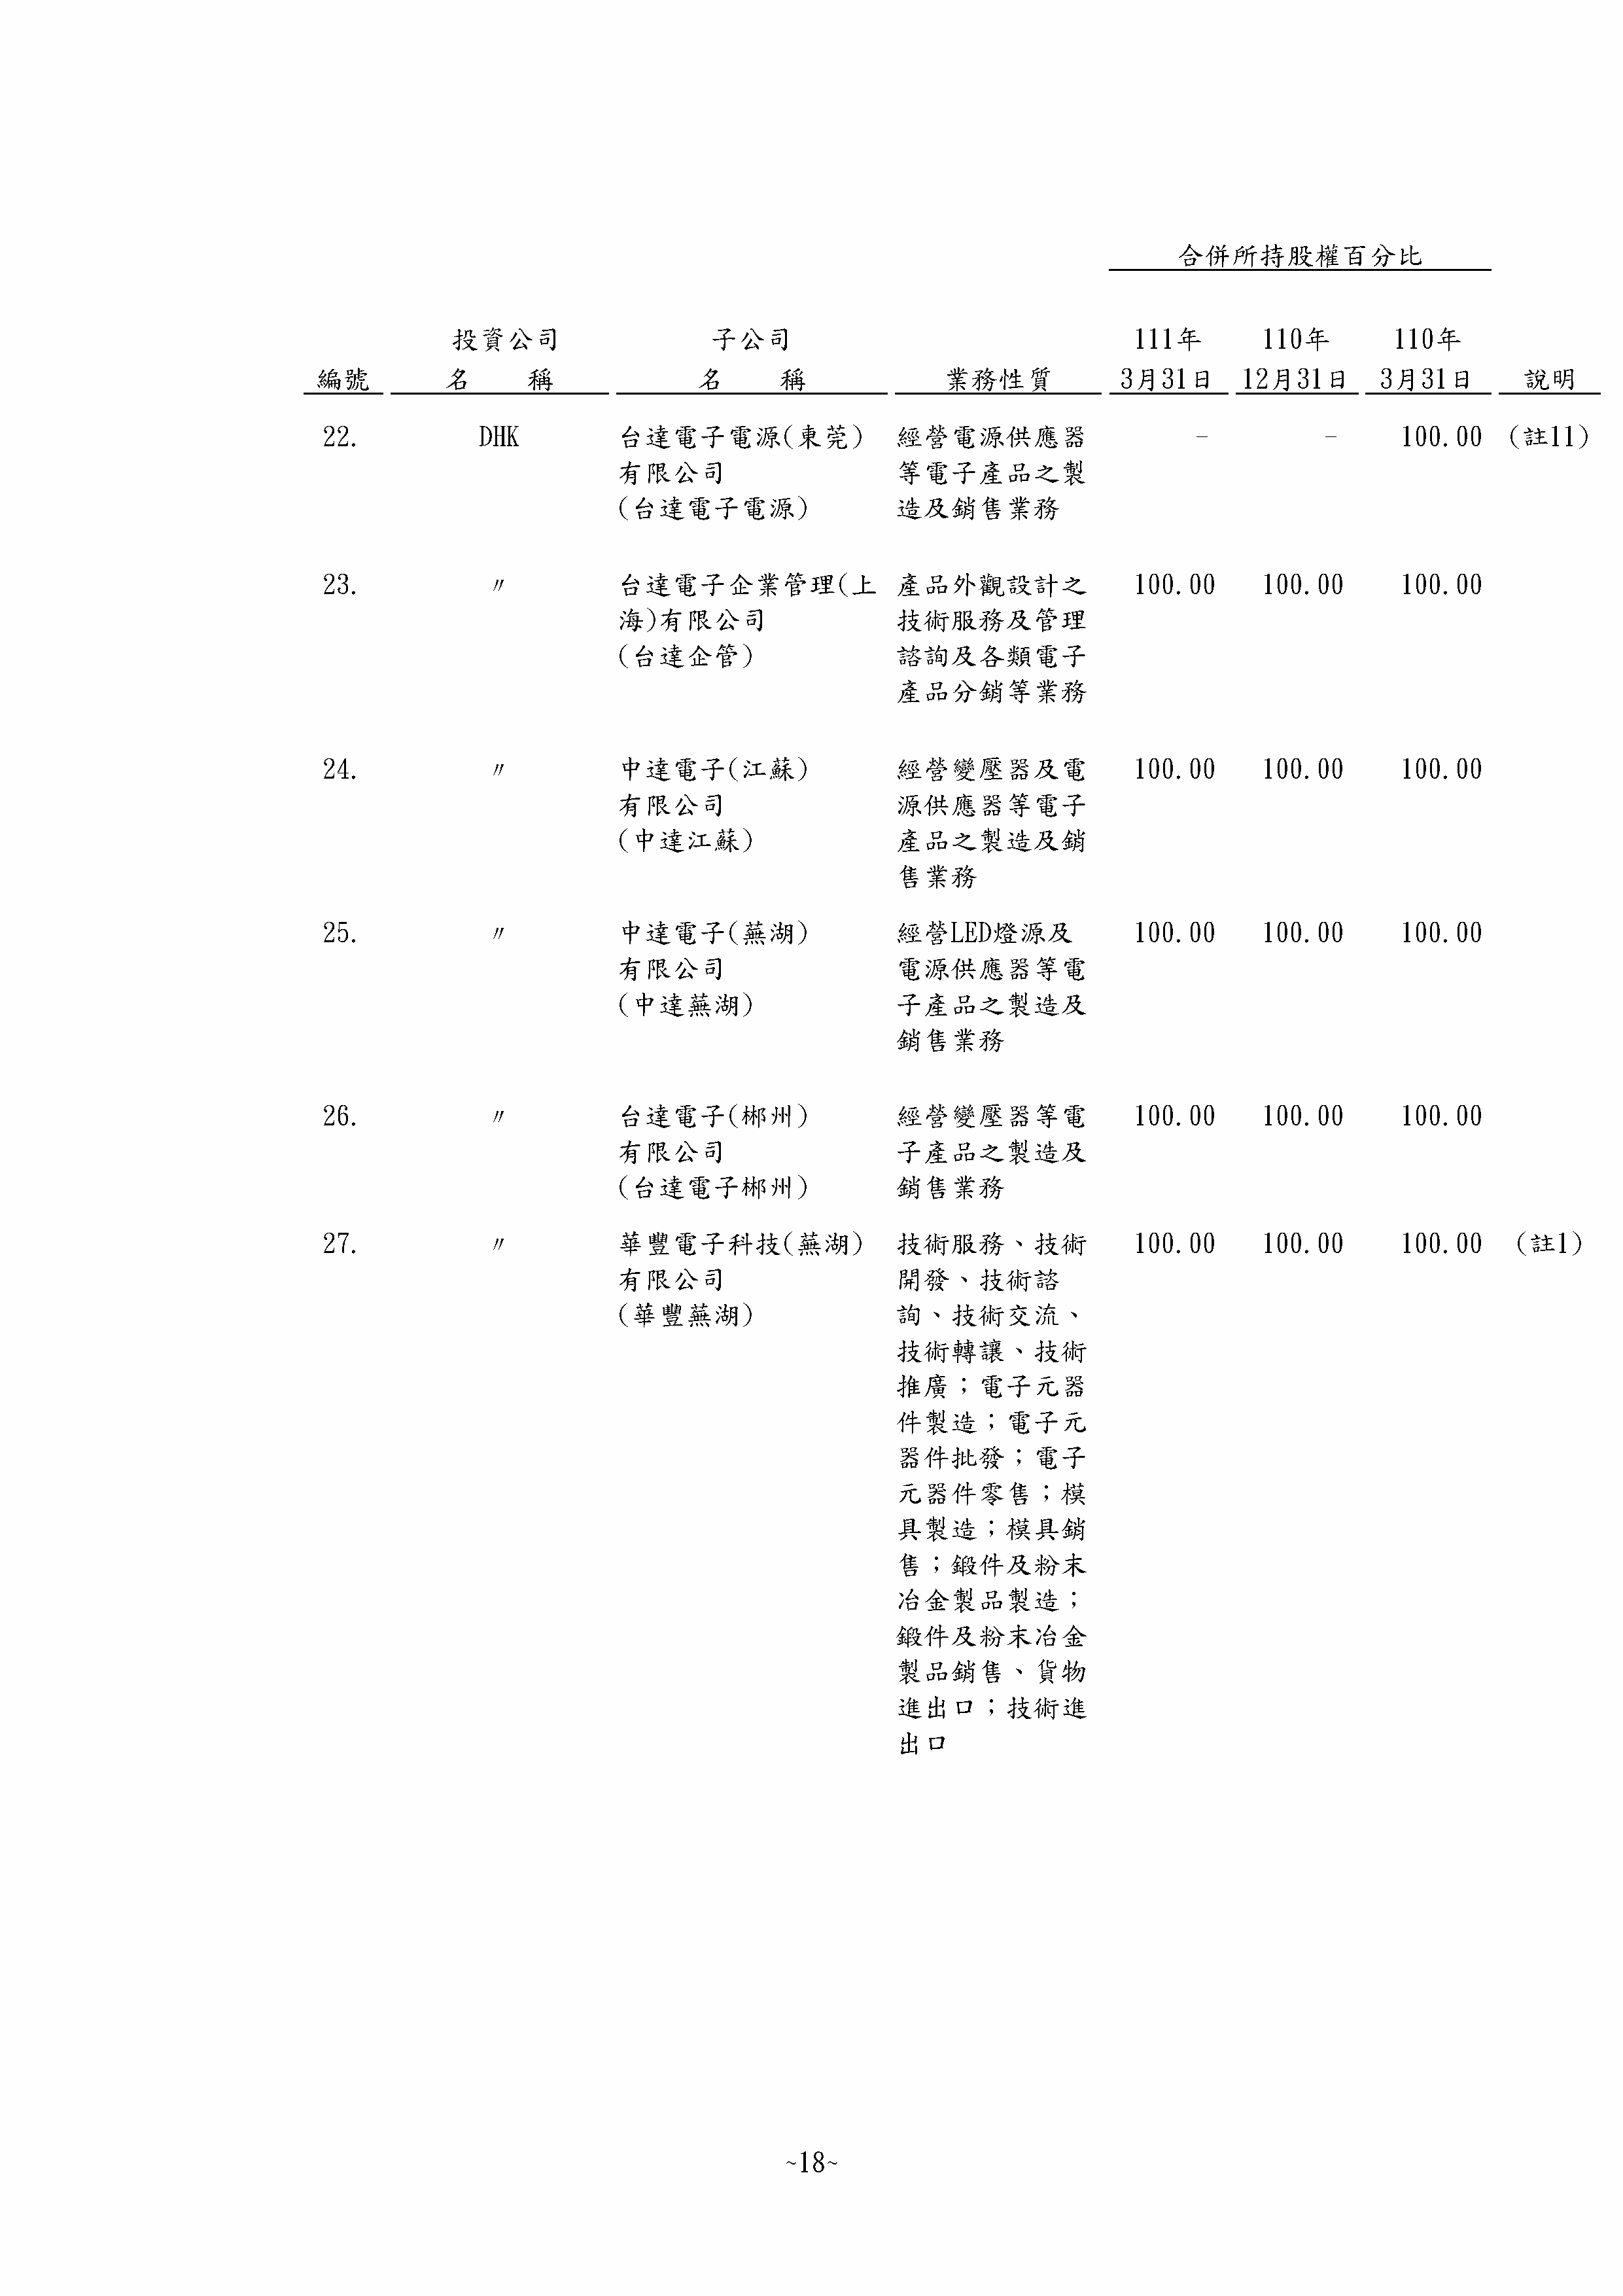 合併所持股權百分比
投資公司 子公司 111年 110年 110年
編號 名 稱 名 稱 業務性質 3月31日 12月31日 3月31日 說明
22. DHK 台達電子電源(東莞) 經營電源供應器 - - 100.00 (註11)
有限公司 等電子產品之製
(台達電子電源) 造及銷售業務
23. 〃 台達電子企業管理(上 產品外觀設計之 100.00 100.00 100.00
海)有限公司 技術服務及管理
(台達企管) 諮詢及各類電子
產品分銷等業務
24. 〃 中達電子(江蘇) 經營變壓器及電 100.00 100.00 100.00
有限公司 源供應器等電子
(中達江蘇) 產品之製造及銷
售業務
25. 〃 中達電子(蕪湖) 經營LED燈源及 100.00 100.00 100.00
有限公司 電源供應器等電
(中達蕪湖) 子產品之製造及
銷售業務
26. 〃 台達電子(郴州) 經營變壓器等電 100.00 100.00 100.00
有限公司 子產品之製造及
(台達電子郴州) 銷售業務
27. 〃 華豐電子科技(蕪湖) 技術服務、技術 100.00 100.00 100.00 (註1)
有限公司 開發、技術諮
(華豐蕪湖) 詢、技術交流、
技術轉讓、技術
推廣；電子元器
件製造；電子元
器件批發；電子
元器件零售；模
具製造；模具銷
售；鍛件及粉末
冶金製品製造；
鍛件及粉末冶金
製品銷售、貨物
進出口；技術進
出口
~18~